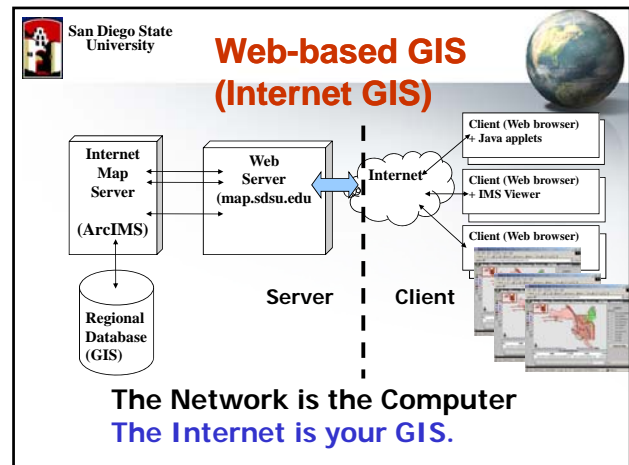 San Diego State
University
Web-based GIS
(Internet GIS)
Internet
Map
Server
(ArcIMS)
Web
Server
(map.sdsu.edu
Internet
Client (Web browser)
+ Java applets
Client (Web browser)
+ IMS Viewer
Client (Web browser)
Server
Client
Regional
Database
(GIS)
The Network is the Computer
The Internet is your GIS.